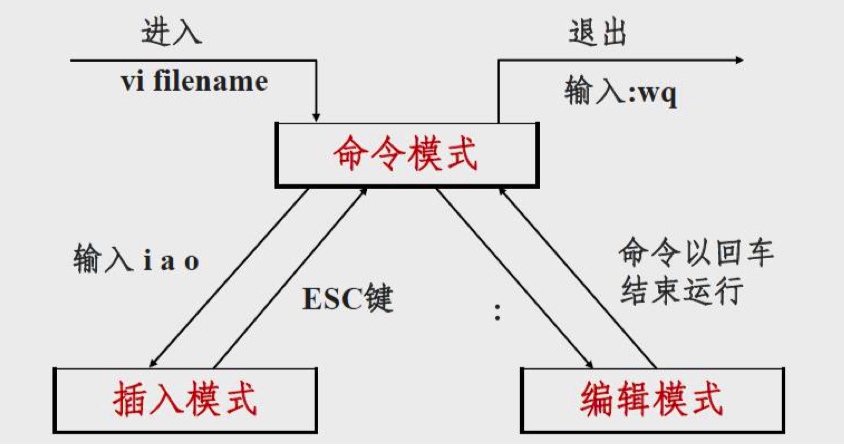 进入
vi filename
退出
输入:wq
命令模式
输入 i a o
ESC键
:
命令以回车
结束运行
插入模式
编辑模式